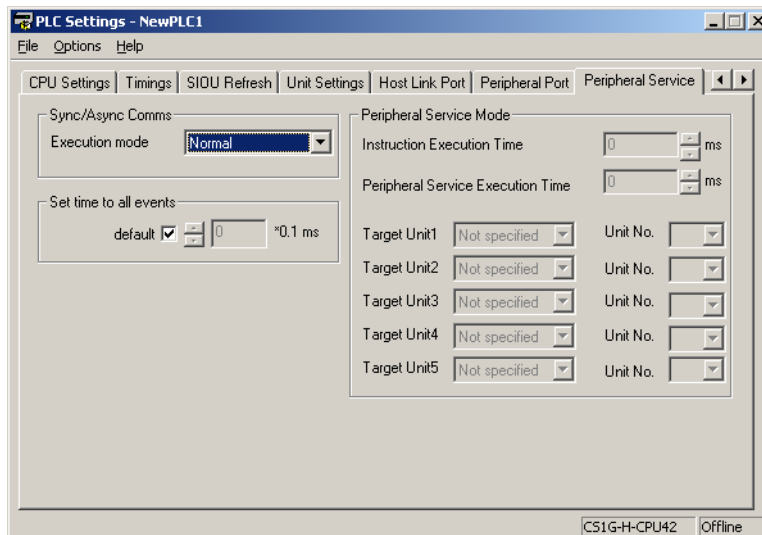 PLC Settings - NewPLC1
File Options Help
CPU Settings Timings SIOU Refresh Unit Settings Host Link Port Peripheral Port Peripheral Service
Sync/Async Comms
Execution mode Normal
Set time to all events
default 0 *0.1 ms
Peripheral Service Mode
Instruction Execution Time 0 ms
Peripheral Service Execution Time 0 ms
Target Unit1 Not specified Unit No.
Target Unit2 Not specified Unit No.
Target Unit3 Not specified Unit No.
Target Unit4 Not specified Unit No.
Target Unit5 Not specified Unit No.
CS1G-H-CPU42 Offline